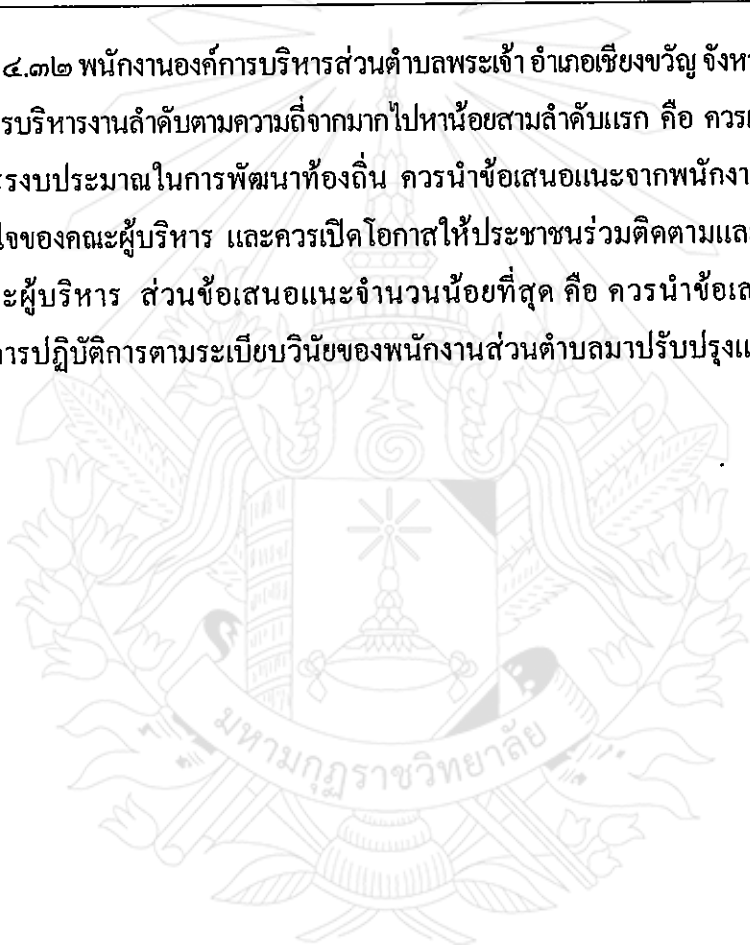 ๔.๓๒ พนักงานองค์การบริหารส่วนตำบลพระเจ้า อำเภอเชียงขวัญ จังห
รบริหารงานลำดับตามความถี่จากมากไปหาน้อยสามลำดับแรก คือ ควร
รงบประมาณในการพัฒนาท้องถิ่น ควรนำข้อเสนอแนะจากพนักงา
ใจของคณะผู้บริหาร และควรเปิดโอกาสให้ประชาชนร่วมติดตามและ
ะผู้บริหาร ส่วนข้อเสนอแนะจำนวนน้อยที่สุด คือ ควรนำข้อเส
การปฏิบัติการตามระเบียบวินัยของพนักงานส่วนตำบลมาปรับปรุงแ
มหามกุฏราชวิทยาลัย